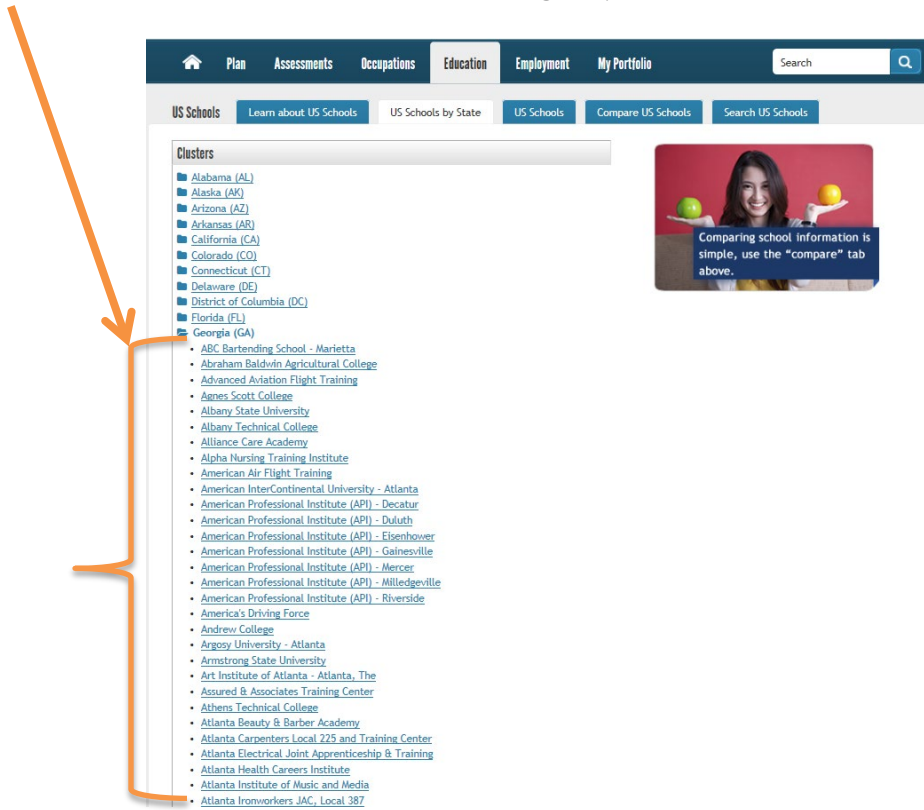 Plan Assessments Occupations Education Employment My Portfolio Search
US Schools Learn about US Schools US Schools by State US Schools Compare US Schools Search US Schools
Clusters
Alabama (AL)
Alaska (AK)
Arizona (AZ)
Arkansas (AR)
California (CA)
Colorado (CO)
Connecticut (CT)
Delaware (DE)
District of Columbia (DC)
Florida (FL)
Georgia (GA)
• ABC Bartending School - Marietta
• Abraham Baldwin Agricultural College
• Advanced Aviation Flight Training
• Agnes Scott College
• Albany State University
• Albany Technical College
• Alliance Care Academy
• Alpha Nursing Training Institute
• American Air Flight Training
• American InterContinental University - Atlanta
• American Professional Institute (API) - Decatur
• American Professional Institute (API) - Duluth
• American Professional Institute (API) - Eisenhower
• American Professional Institute (API) - Gainesville
• American Professional Institute (API) - Mercer
• American Professional Institute (API) - Milledgeville
• American Professional Institute (API) - Riverside
• America's Driving Force
• Andrew College
• Argosy University - Atlanta
• Armstrong State University
• Art Institute of Atlanta - Atlanta, The
• Assured & Associates Training Center
• Athens Technical College
• Atlanta Beauty & Barber Academy
• Atlanta Carpenters Local 225 and Training Center
• Atlanta Electrical Joint Apprenticeship & Training
• Atlanta Health Careers Institute
• Atlanta Institute of Music and Media
• Atlanta Ironworkers JAC, Local 387
Comparing school information is
simple, use the “compare” tab
above.